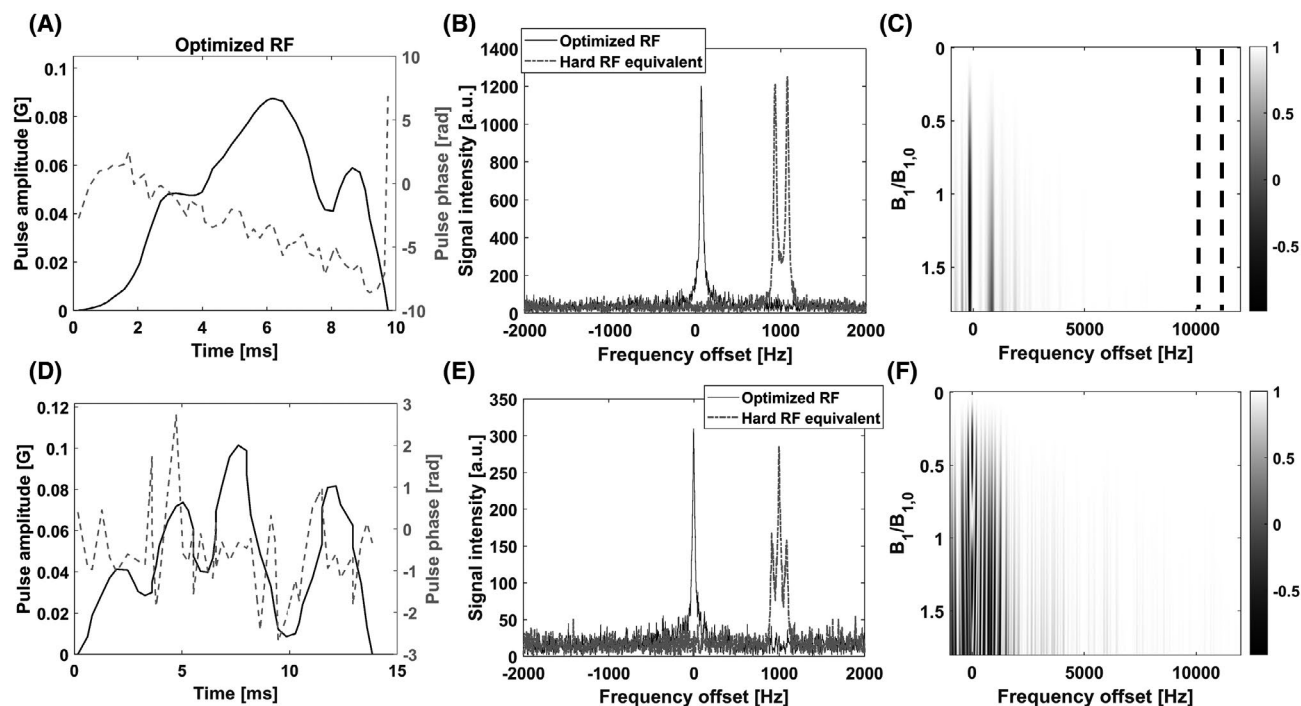 (A)
Optimized RF
Pulse amplitude [G]
0.1
0.08
0.06
0.04
0.02
0
10
5
0
-5
-10
Pulse phase [rad]
0 2 4 6 8 10
Time [ms]
(B)
Optimized RF
Hard RF equivalent
Signal intensity [a.u.]
1400
1200
1000
800
600
400
200
0
-2000 -1000 0 1000 2000
Frequency offset [Hz]
(C)
B1/B1,0
0
0.5
1
1.5
0 5000 10000
Frequency offset [Hz]
1
0.5
0
-0.5
(D)
Pulse amplitude [G]
0.12
0.1
0.08
0.06
0.04
0.02
0
3
2
1
0
-1
-2
-3
Pulse phase [rad]
0 5 10 15
Time [ms]
(E)
Optimized RF
Hard RF equivalent
Signal intensity [a.u.]
350
300
250
200
150
100
50
0
-2000 -1000 0 1000 2000
Frequency offset [Hz]
(F)
B1/B1,0
0
0.5
1
1.5
0 5000 10000
Frequency offset [Hz]
1
0.5
0
-0.5